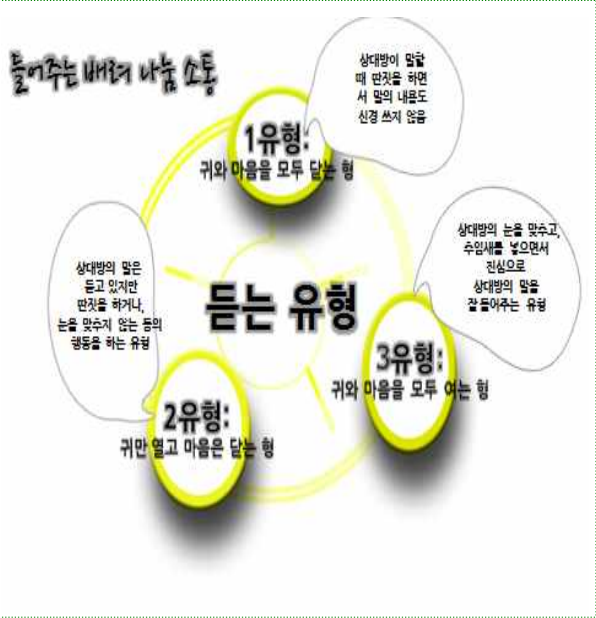 들어주는 배려 나눔 소통
상대방이 말할
때 딴짓을 하면
서 말의 내용도
신경 쓰지 않음
1유형:
귀와 마음을 모두 닫는 형
상대방의 눈을 맞추고,
추임새를 넣으면서
진심으로
상대방의 말을
잘 들어주는 유형
상대방의 말은
듣고 있지만
딴짓을 하거나,
눈을 맞추지 않는 등의
행동을 하는 유형
듣는 유형
3유형:
귀와 마음을 모두 여는 형
2유형:
귀만 열고 마음은 닫는 형